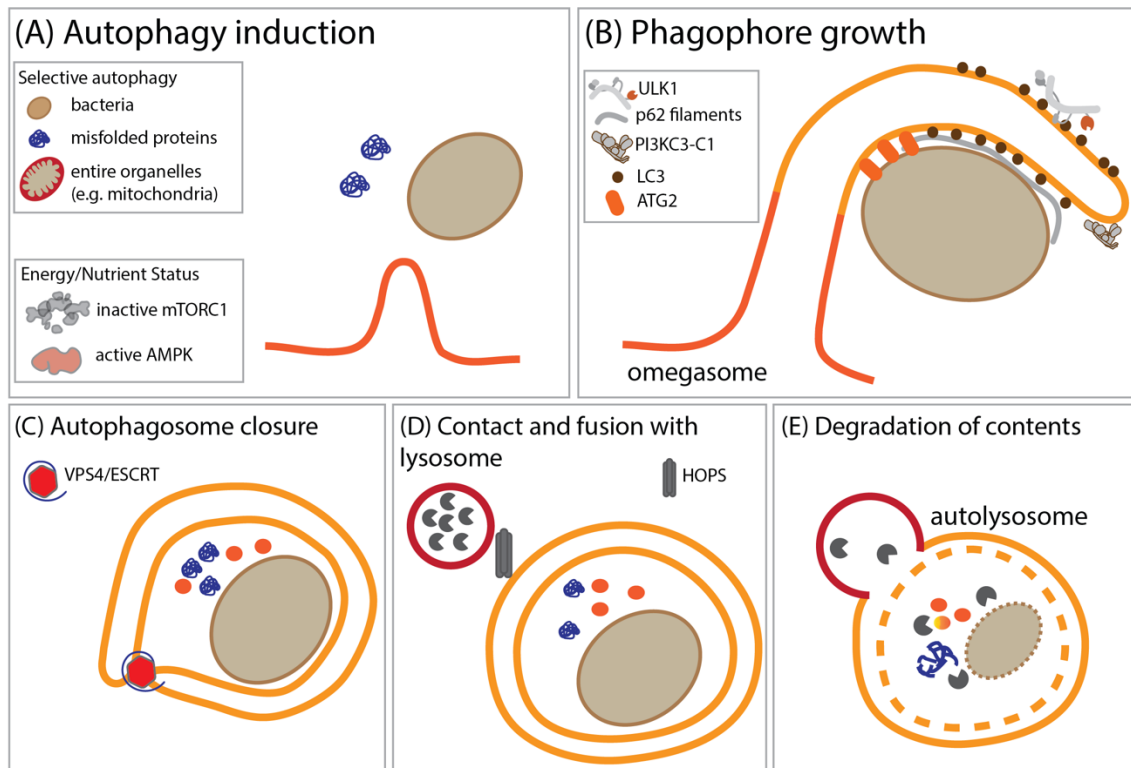 (A) Autophagy induction
Selective autophagy
bacteria
misfolded proteins
entire organelles
(e.g. mitochondria)
Energy/Nutrient Status
inactive mTORC1
active AMPK
(B) Phagophore growth
ULK1
p62 filaments
PI3KC3-C1
LC3
ATG2
omegasome
(C) Autophagosome closure
VPS4/ESCRT
(D) Contact and fusion with
lysosome
HOPS
(E) Degradation of contents
autolysosome